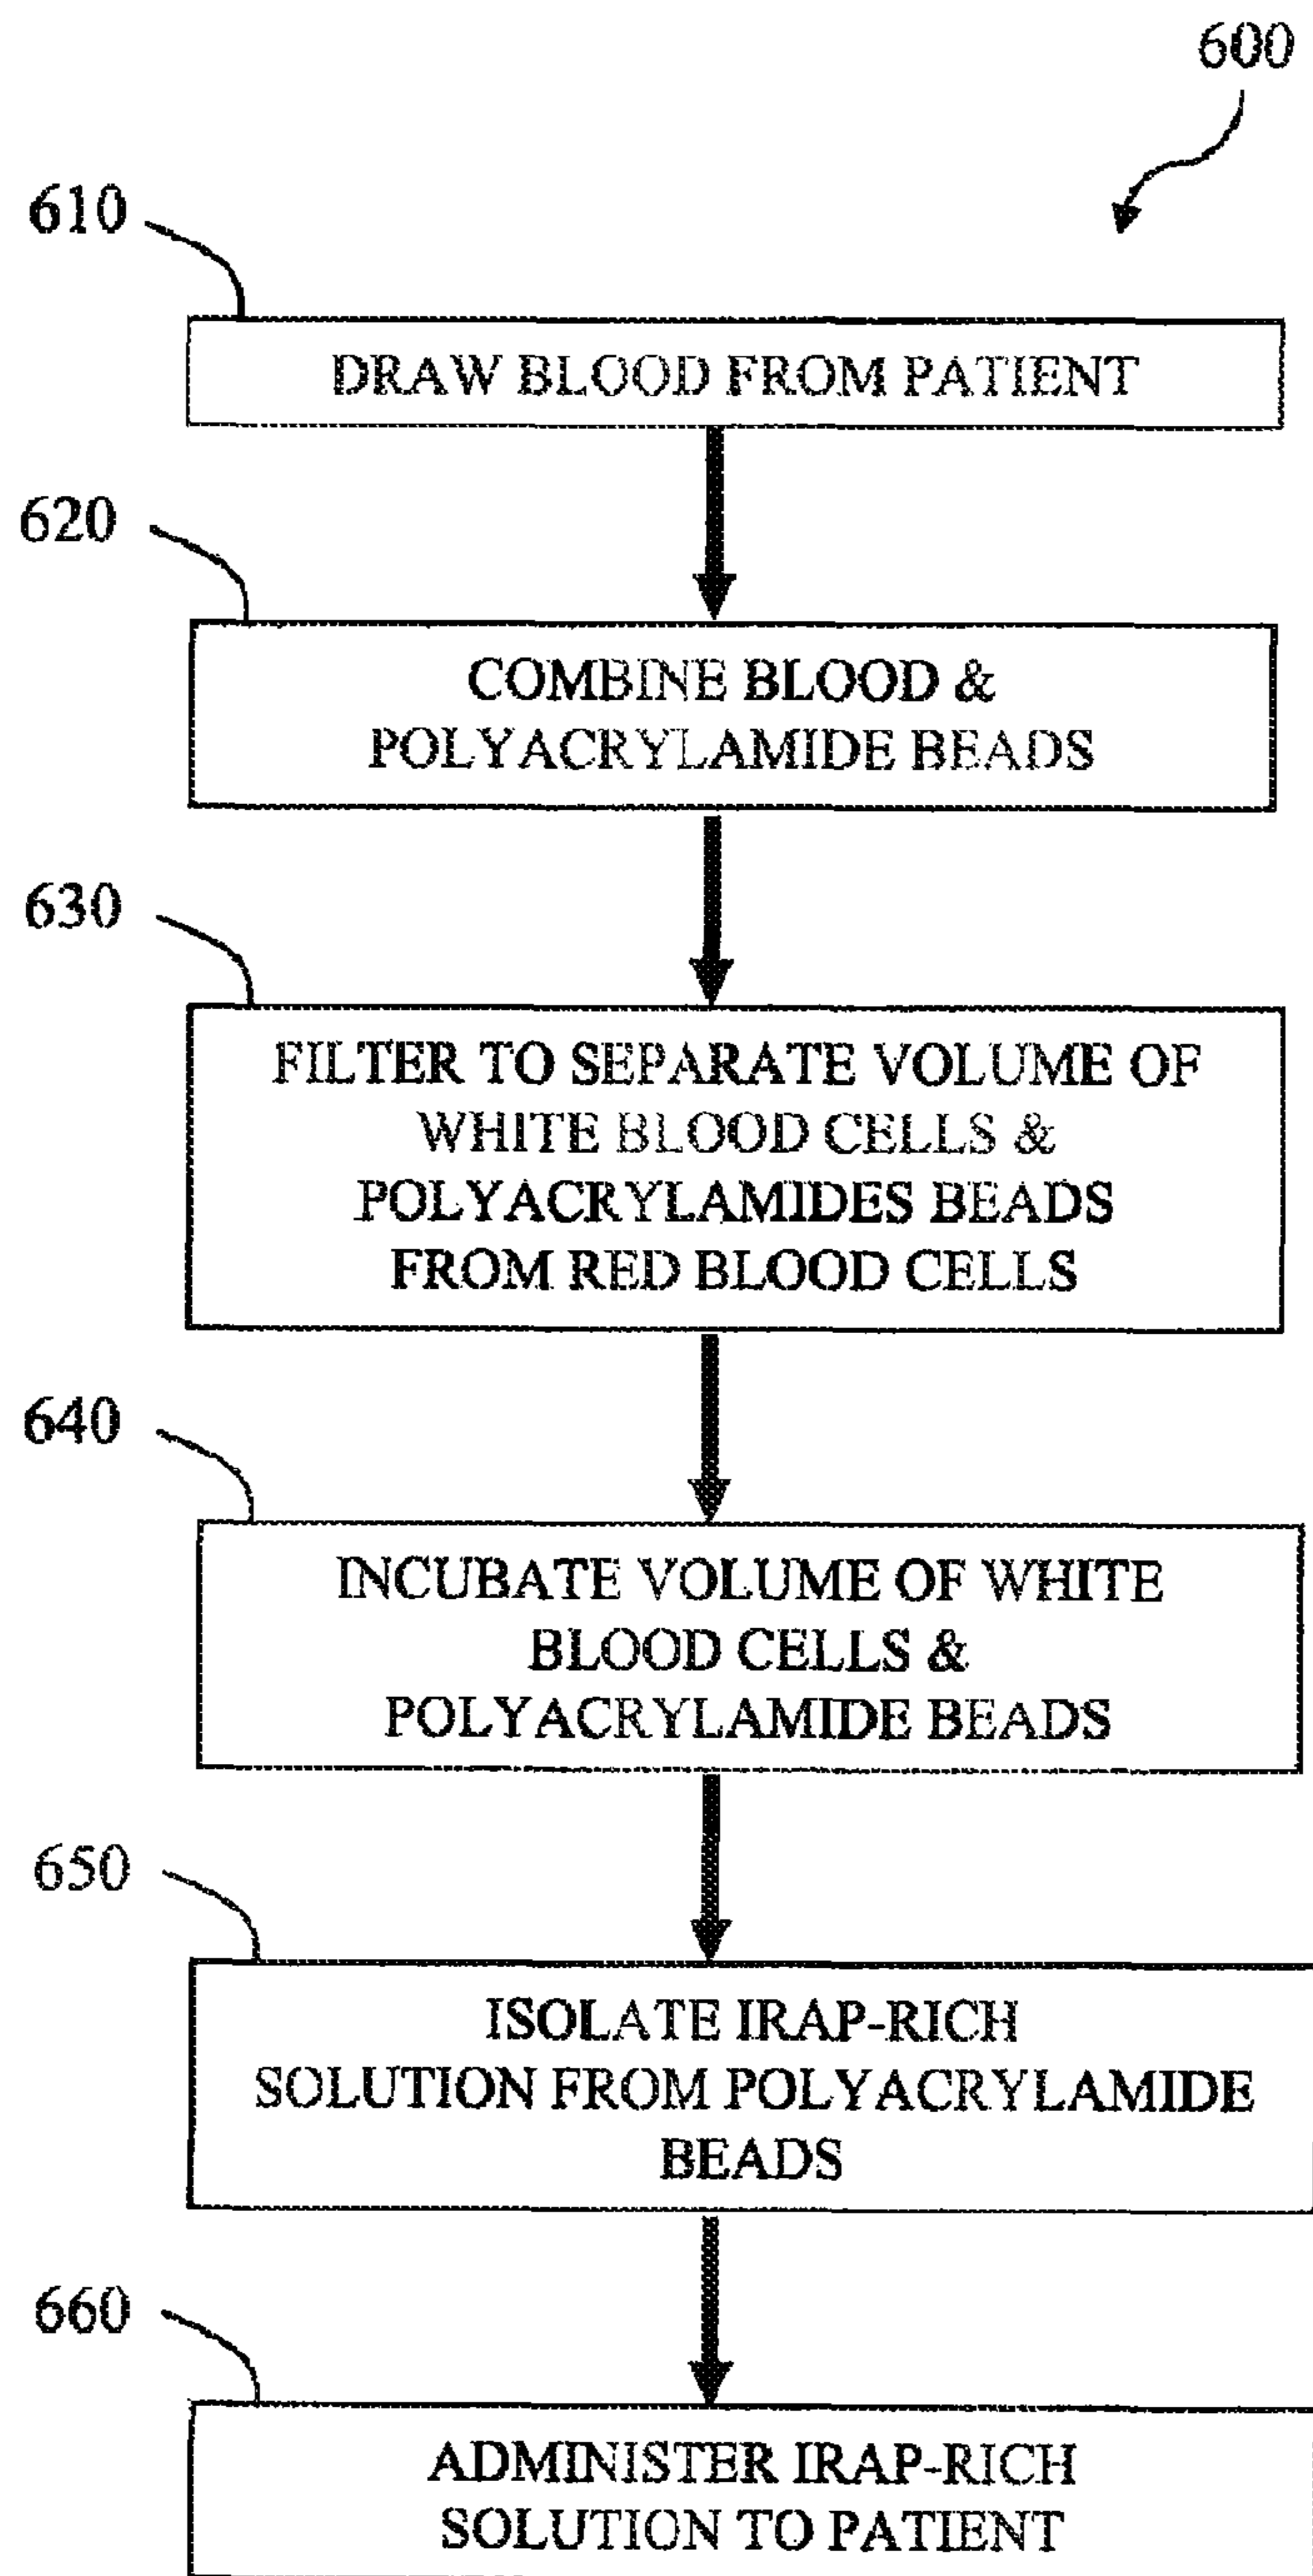 600
610
DRAW BLOOD FROM PATIENT
620
COMBINE BLOOD &
POLYACRYLAMIDE BEADS
630
FILTER TO SEPARATE VOLUME OF
WHITE BLOOD CELLS &
POLYACRYLAMIDES BEADS
FROM RED BLOOD CELLS
640
INCUBATE VOLUME OF WHITE
BLOOD CELLS &
POLYACRYLAMIDE BEADS
650
ISOLATE IRAP-RICH
SOLUTION FROM POLYACRYLAMIDE
BEADS
660
ADMINISTER IRAP-RICH
SOLUTION TO PATIENT